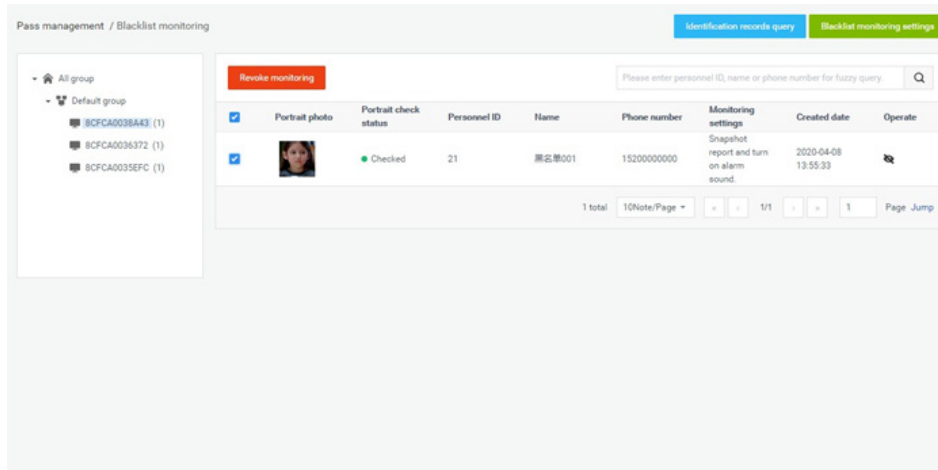 Pass management / Blacklist monitoring
Identification records query
Blacklist monitoring settings
All group
Default group
8CFCA0038A43 (1)
8CFCA0036372 (1)
8CFCA0035EFC (1)
Revoke monitoring
Please enter personnel ID, name or phone number for fuzzy query.
Portrait photo
Portrait check
status
Personnel ID
Name
Phone number
Monitoring
settings
Created date
Operate
Checked
21
黑名單001
15200000000
Snapshot
report and turn
on alarm
sound.
2020-04-08
13:55:33
1 total
10Note/Page
« ‹ 1/1 › »
1
Page Jump